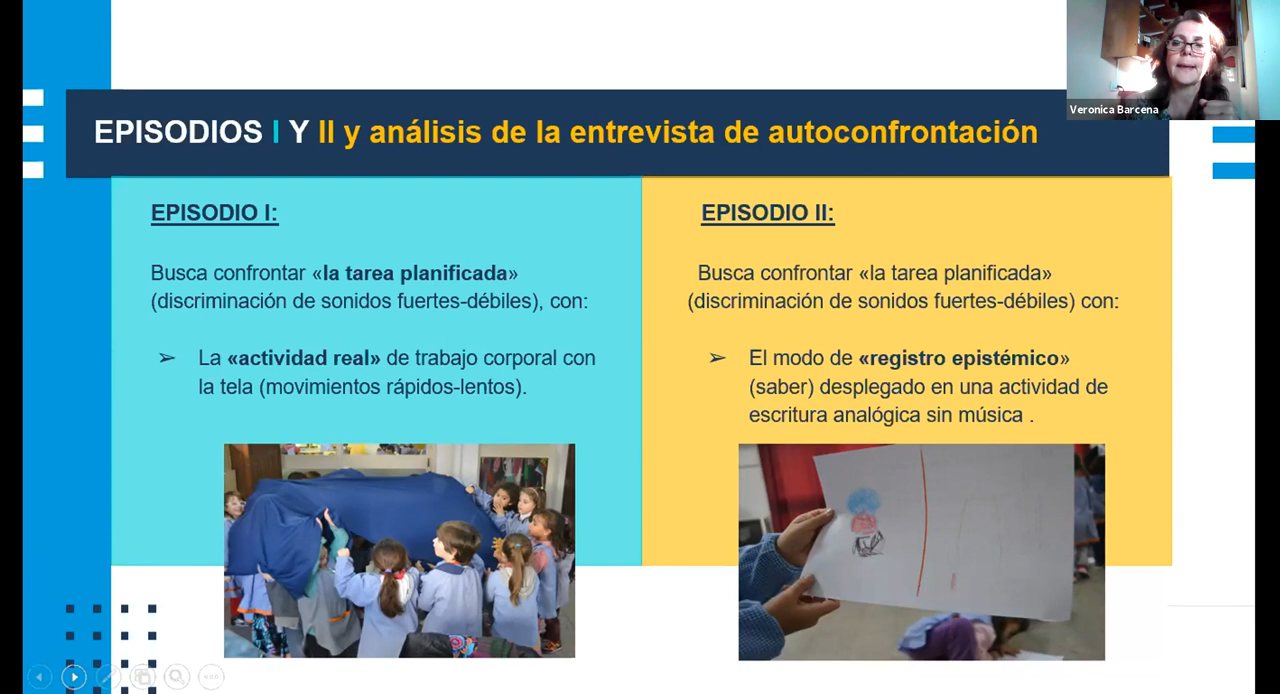 Veronica Barcena
EPISODIOS I Y II y análisis de la entrevista de autoconfrontación
EPISODIO I:
Busca confrontar «la tarea planificada»
(discriminación de sonidos fuertes-débiles), con:
➢ La «actividad real» de trabajo corporal con
la tela (movimientos rápidos-lentos).
EPISODIO II:
Busca confrontar «la tarea planificada»
(discriminación de sonidos fuertes-débiles) con:
➢ El modo de «registro epistémico»
(saber) desplegado en una actividad de
escritura analógica sin música .